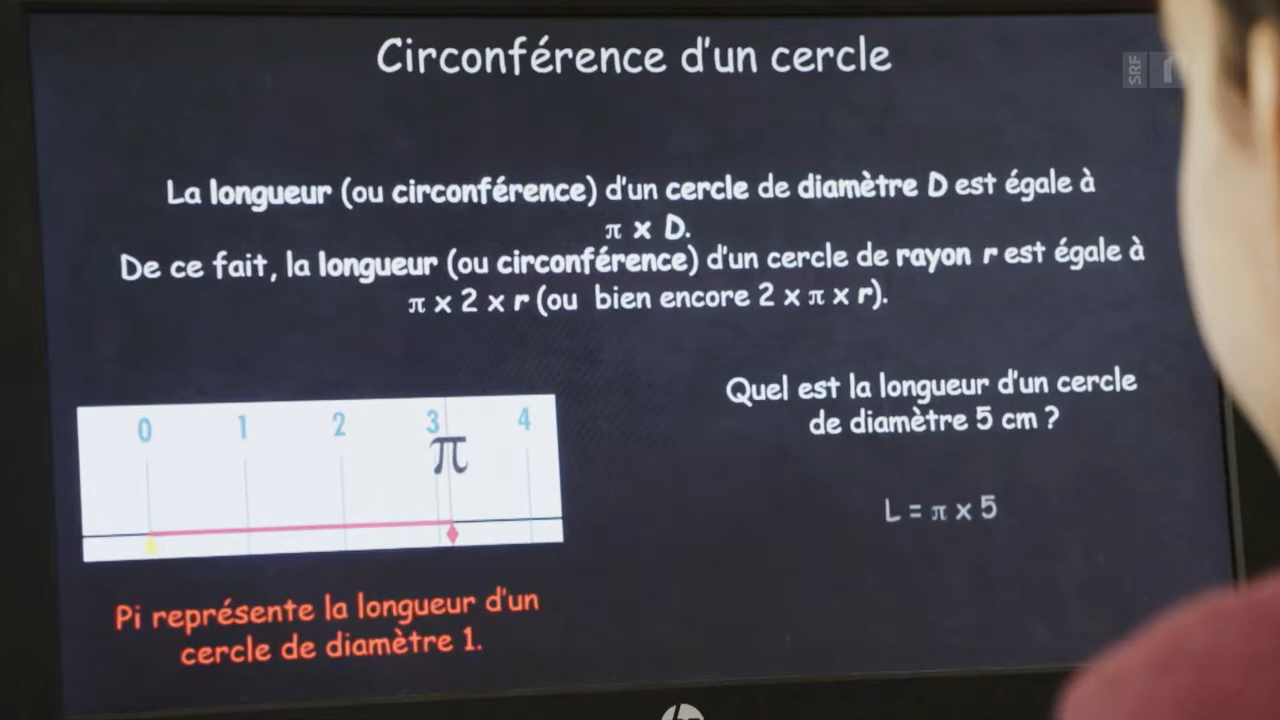 Circonférence d'un cercle
SRF
La longueur (ou circonférence) d'un cercle de diamètre D est égale à
π x D.
De ce fait, la longueur (ou circonférence) d'un cercle de rayon r est égale à
π x 2 x r (ou bien encore 2 x π x r).
Quel est la longueur d'un cercle
de diamètre 5 cm ?
0 1 2 3 4
π
L = π x 5
Pi représente la longueur d'un
cercle de diamètre 1.
hp